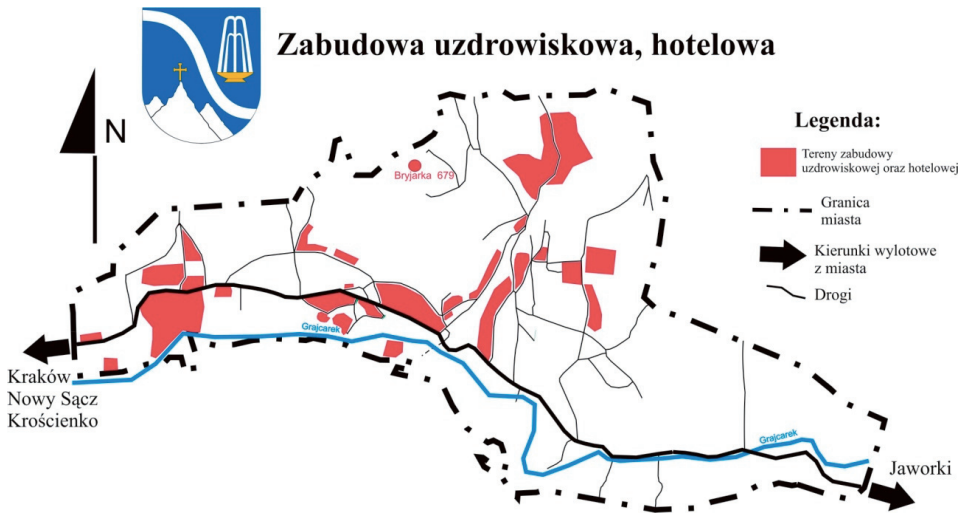 Zabudowa uzdrowiskowa, hotelowa
N
Legenda:
Tereny zabudowy
uzdrowiskowej oraz hotelowej
Granica
miasta
Kierunki wylotowe
z miasta
Drogi
Bryjarka 679
Grajcarek
Kraków
Nowy Sącz
Krościenko
Grajcarek
Jaworki